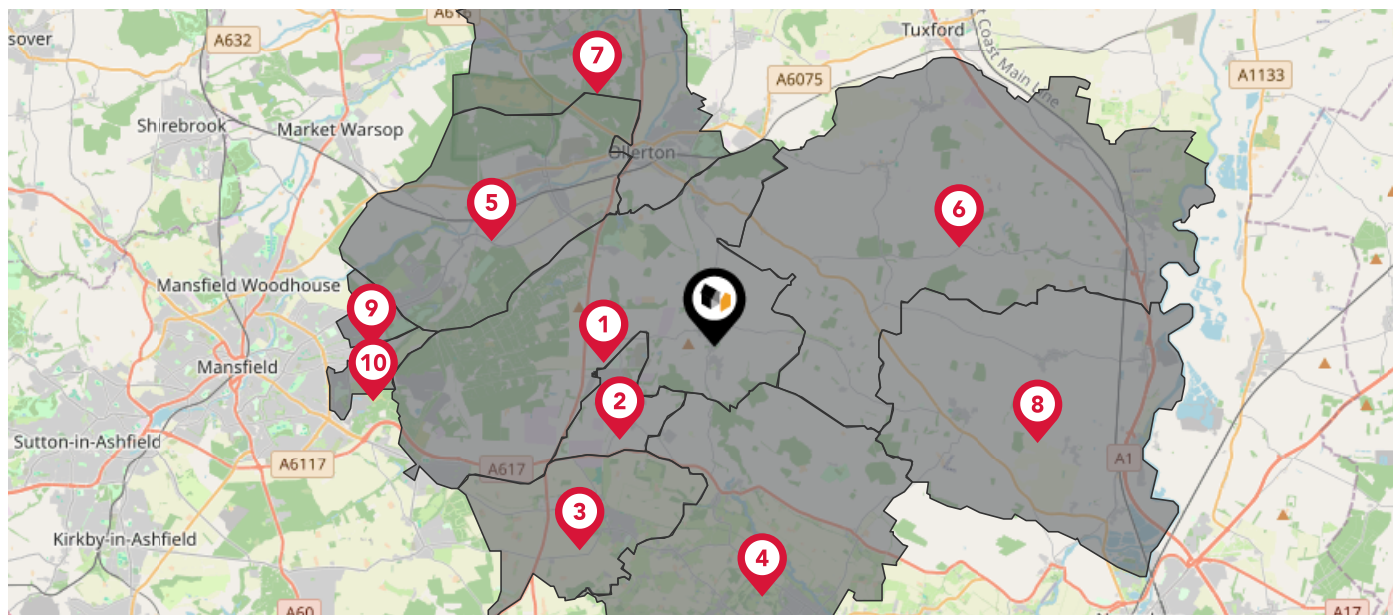 A616
sover
A632
Tuxford
Coast Main Line
7
A6075
A1133
Shirebrook
Market Warsop
Ollerton
5
6
Mansfield Woodhouse
9
1
10
Mansfield
2
8
Sutton-in-Ashfield
A6117
A617
A1
3
Kirkby-in-Ashfield
4
A60
A17